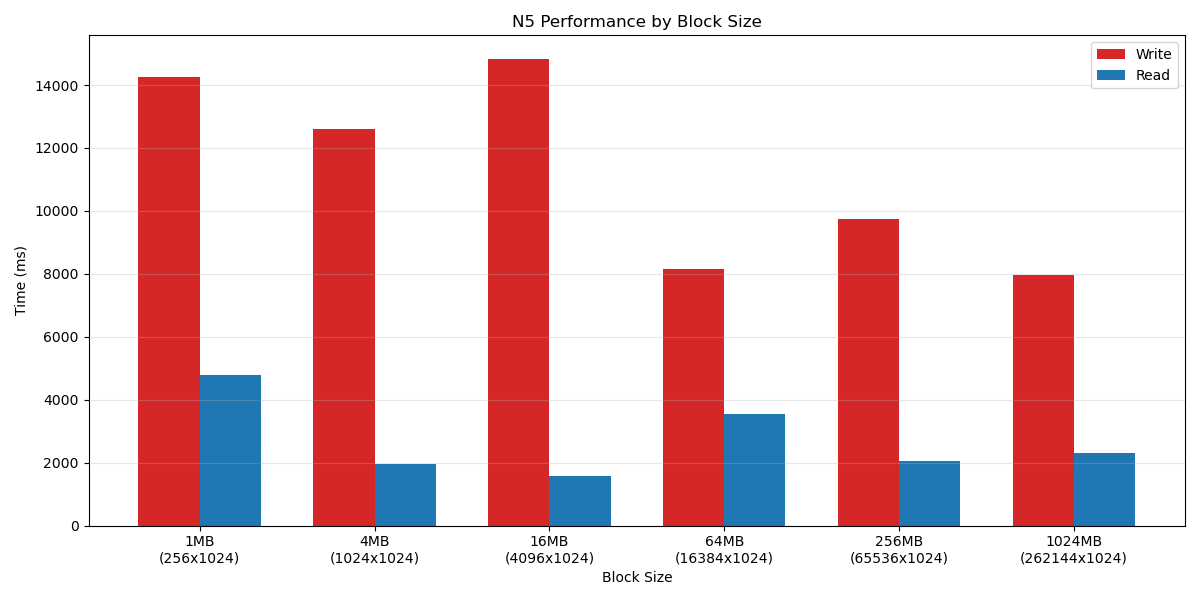 N5 Performance by Block Size
Write
Read
14000
12000
10000
8000
6000
4000
2000
0
Time (ms)
1MB
(256x1024)
4MB
(1024x1024)
16MB
(4096x1024)
64MB
(16384x1024)
256MB
(65536x1024)
1024MB
(262144x1024)
Block Size